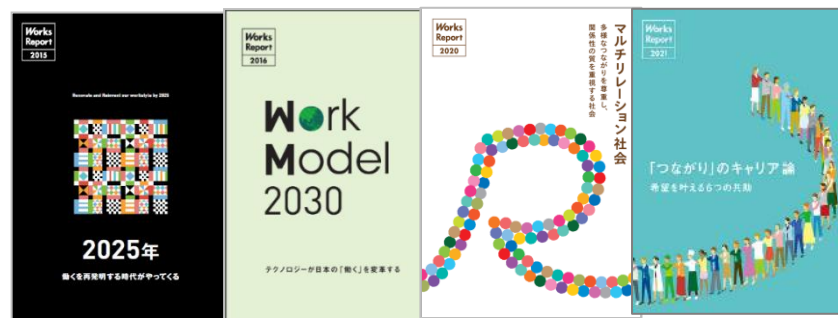 Works
Report
2015
Renovate and Reinvent our workstyle by 2025
2025年
働くを再発明する時代がやってくる
Works
Report
2016
Work
Model
2030
テクノロジーが日本の「働く」を変革する
Works
Report
2020
マルチリレーション社会
多様なつながりを尊重し、
関係性の質を重視する社会
Works
Report
2021
「つながり」のキャリア論
希望を叶える6つの共助